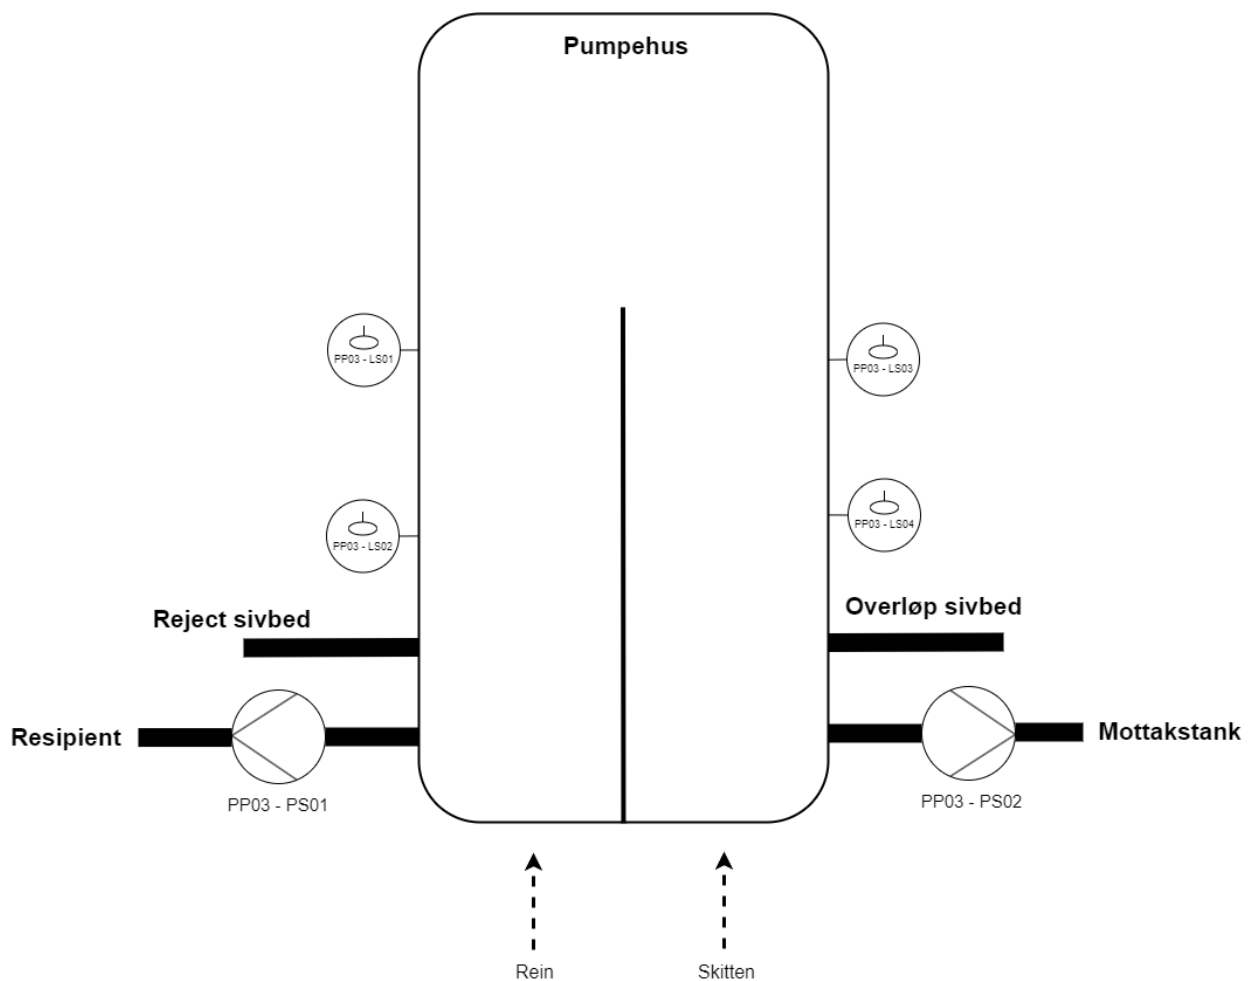 Pumpehus
PP03 - LS01
PP03 - LS03
PP03 - LS02
PP03 - LS04
Reject sivbed
Overløp sivbed
Resipient
Mottakstank
PP03 - PS01
PP03 - PS02
Rein
Skitten